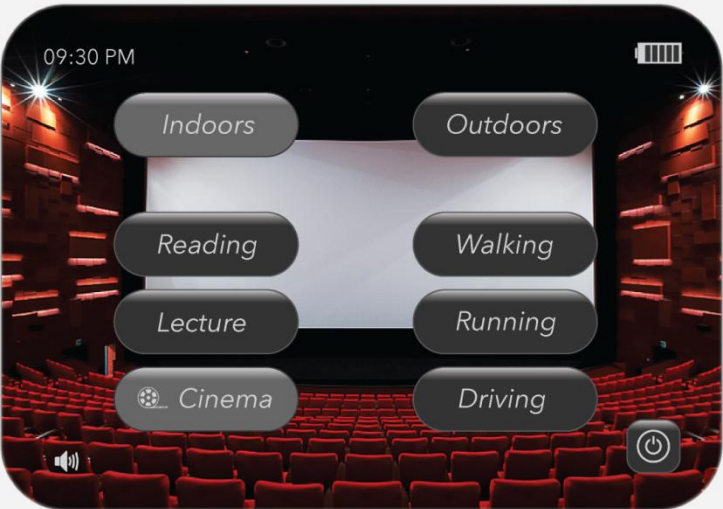 09:30 PM
Indoors
Outdoors
Reading
Walking
Lecture
Running
Cinema
Driving